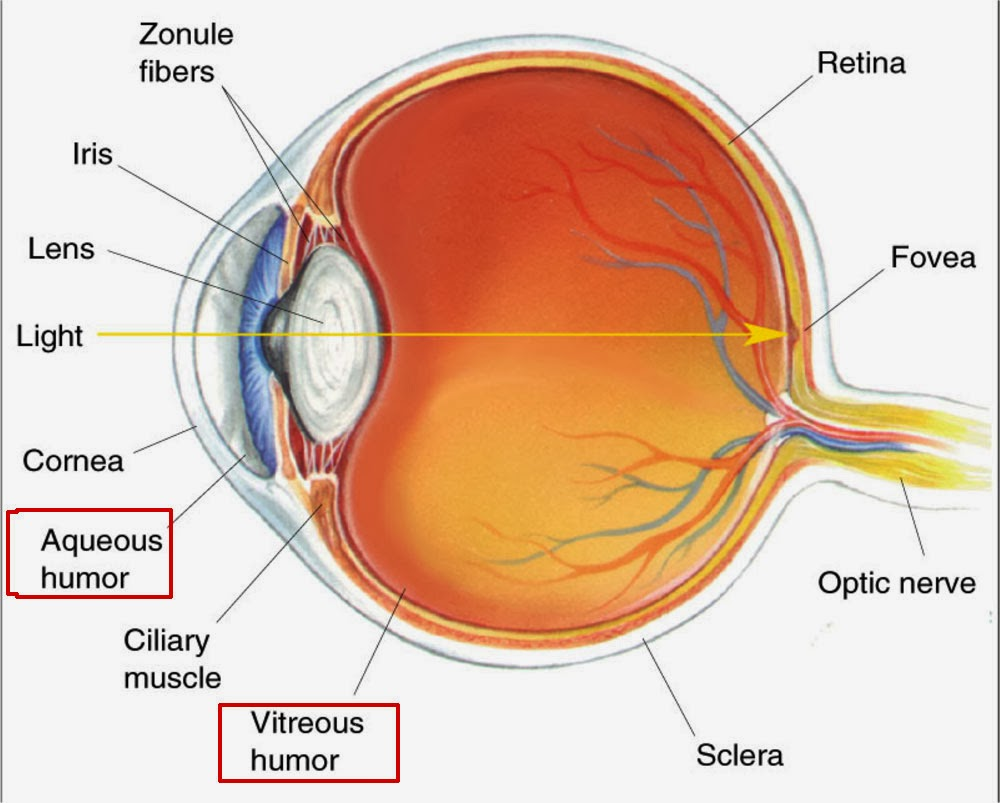 Zonule
fibers
Retina
Iris
Lens
Fovea
Light
Cornea
Aqueous
humor
Optic nerve
Ciliary
muscle
Vitreous
humor
Sclera